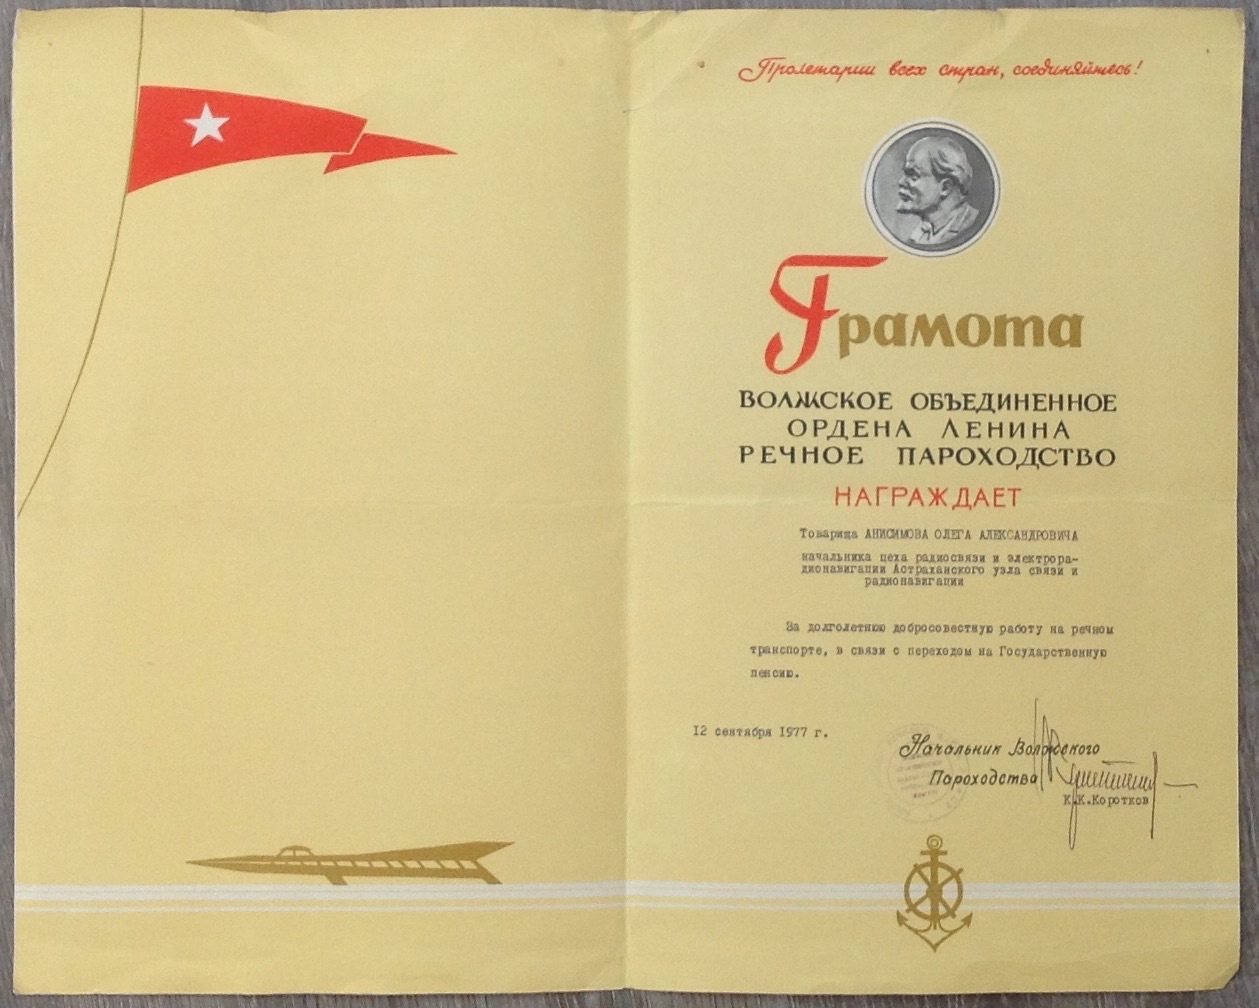 Пролетарии всех стран, соединяйтесь!
Грамота
ВОЛЖСКОЕ ОБЪЕДИНЕННОЕ
ОРДЕНА ЛЕНИНА
РЕЧНОЕ ПАРОХОДСТВО
НАГРАЖДАЕТ
Товарища АНИСИМОВА ОЛЕГА АЛЕКСАНДРОВИЧА
начальника цеха радиосвязи и электрора-
дионавигации Астраханского узла связи и
радионавигации
За долголетнюю добросовестную работу на речном
транспорте, в связи с переходом на Государственную
пенсию.
12 сентября 1977 г.
Начальник Волжского
Пароходства
К.К.Коротков